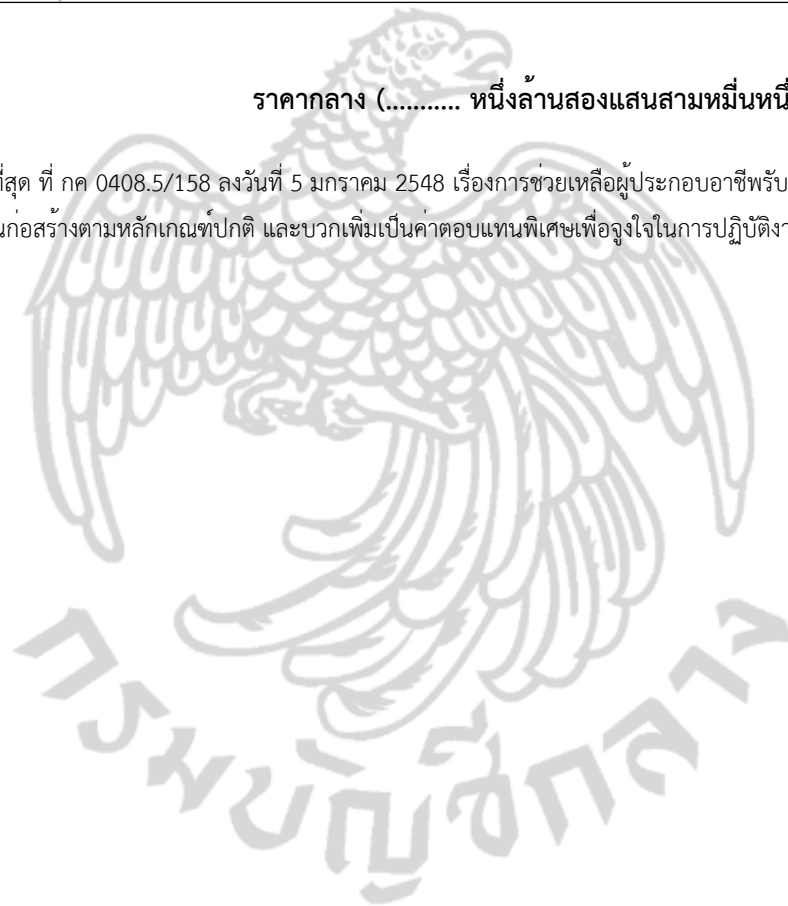 ราคากลาง (........... หนึ่งล้านสองแสนสามหมื่นหนึ่
ที่สุด ที่ กค 0408.5/158 ลงวันที่ 5 มกราคม 2548 เรื่องการช่วยเหลือผู้ประกอบอาชีพรับ
นก่อสร้างตามหลักเกณฑ์ปกติ และบวกเพิ่มเป็นค่าตอบแทนพิเศษเพื่อจูงใจในการปฏิบัติงา
กรมบัญชีกลาง